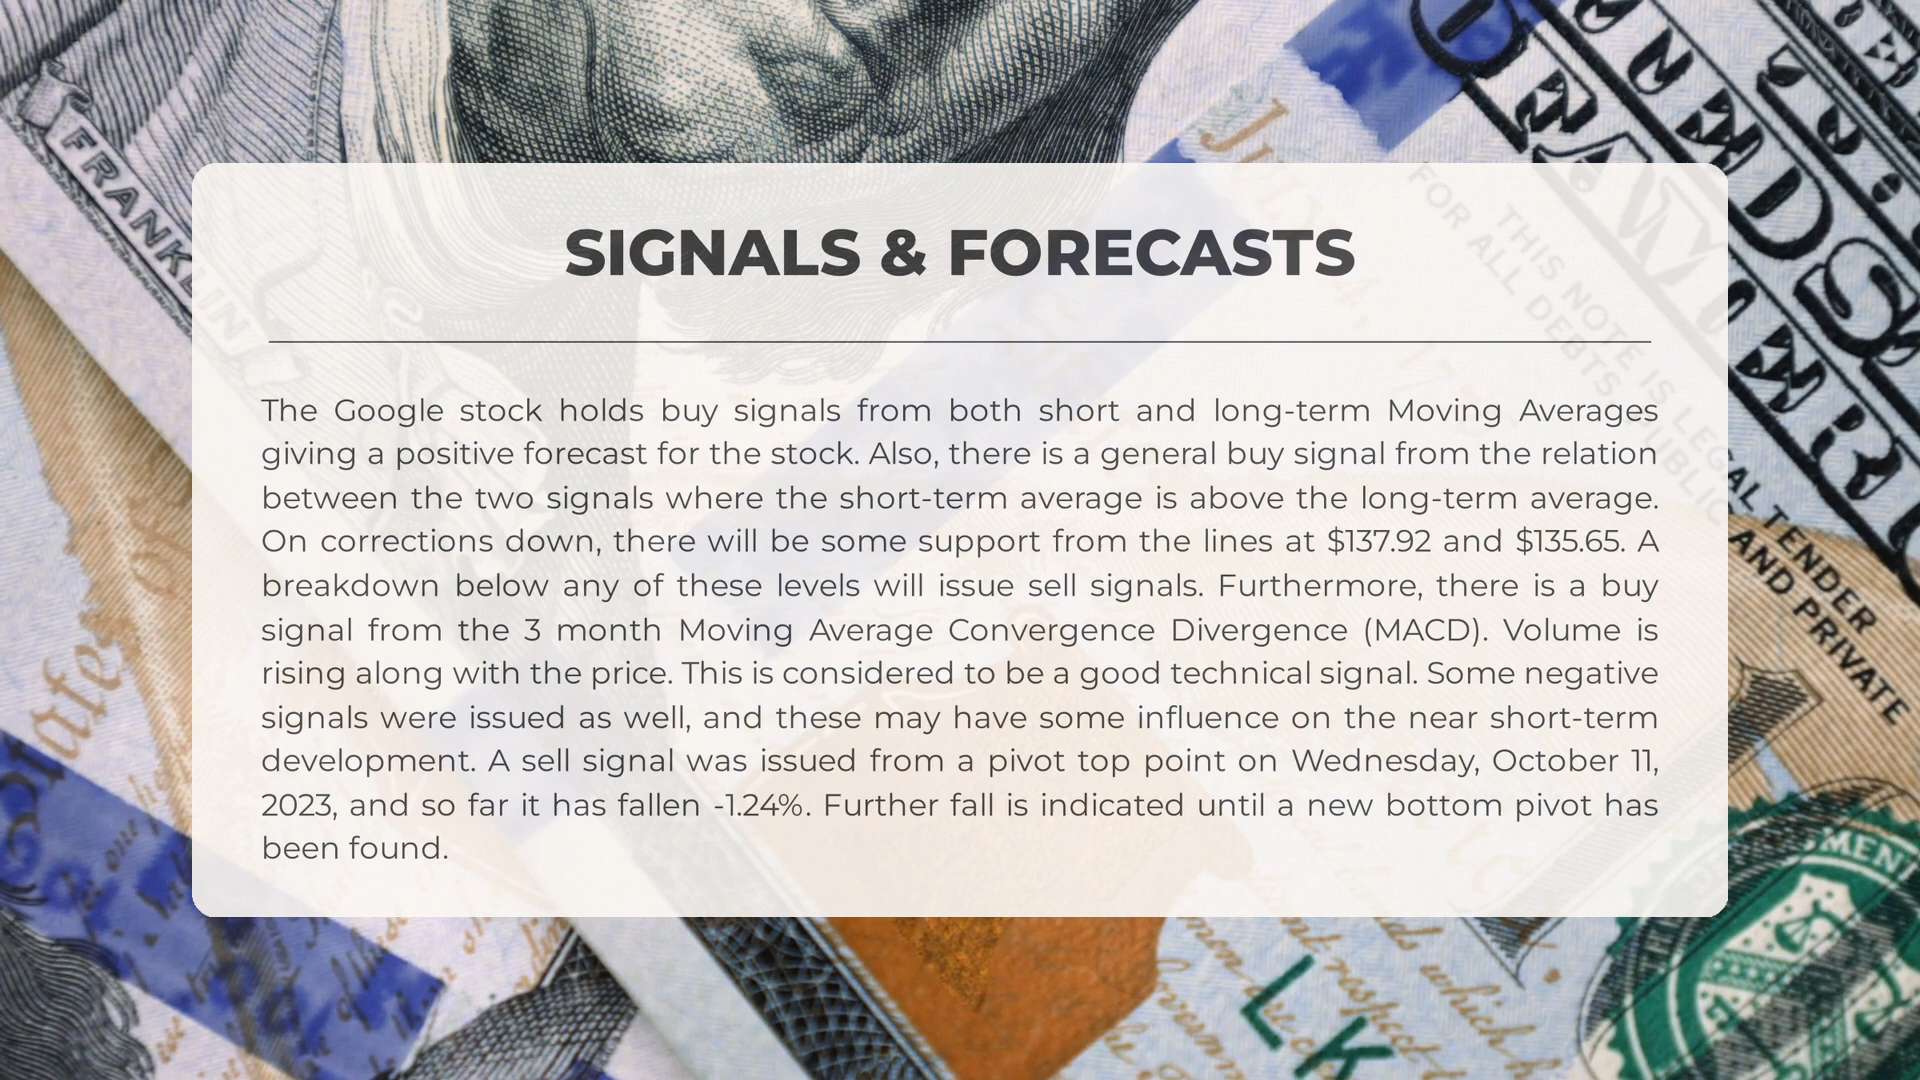 SIGNALS & FORECASTS
The Google stock holds buy signals from both short and long-term Moving Averages
giving a positive forecast for the stock. Also, there is a general buy signal from the relation
between the two signals where the short-term average is above the long-term average.
On corrections down, there will be some support from the lines at $137.92 and $135.65. A
breakdown below any of these levels will issue sell signals. Furthermore, there is a buy
signal from the 3 month Moving Average Convergence Divergence (MACD). Volume is
rising along with the price. This is considered to be a good technical signal. Some negative
signals were issued as well, and these may have some influence on the near short-term
development. A sell signal was issued from a pivot top point on Wednesday, October 11,
2023, and so far it has fallen -1.24%. Further fall is indicated until a new bottom pivot has
been found.
FRANKLIN
THIS NOTE IS LEGAL TENDER
FOR ALL DEBTS, PUBLIC AND PRIVATE
L K